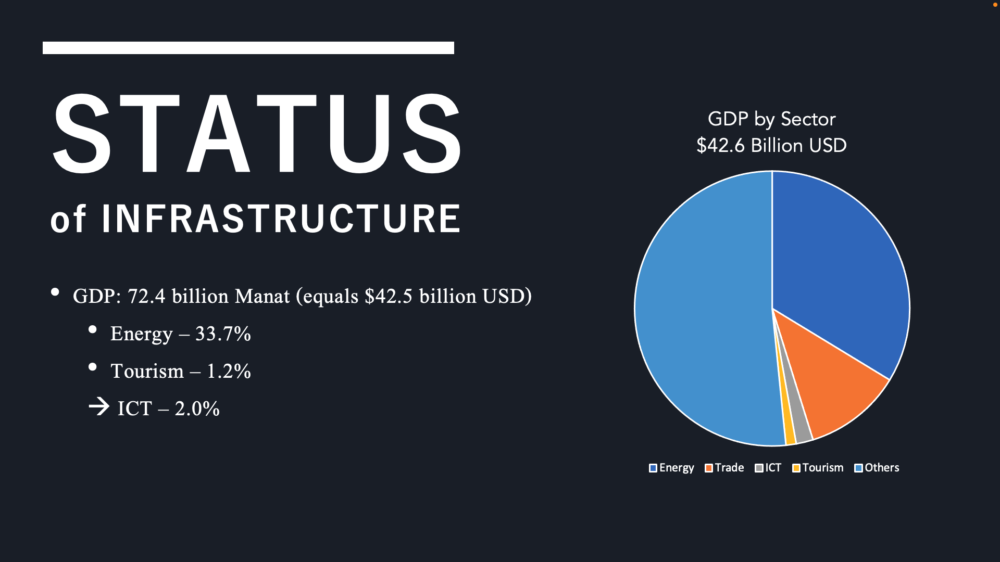 STATUS
of INFRASTRUCTURE
• GDP: 72.4 billion Manat (equals $42.5 billion USD)
• Energy – 33.7%
• Tourism – 1.2%
→ ICT – 2.0%
GDP by Sector
$42.6 Billion USD
Energy Trade ICT Tourism Others